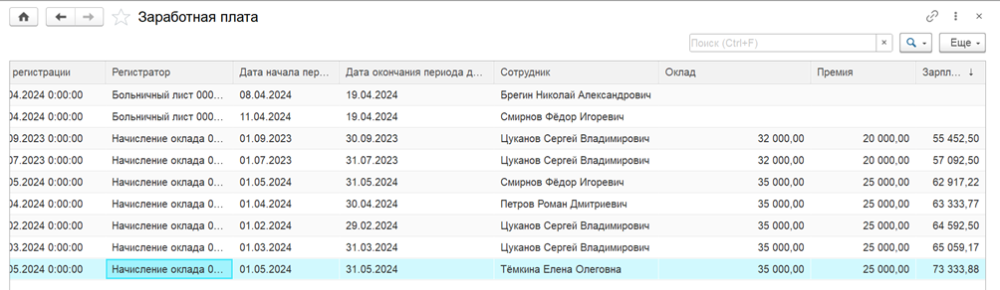 Заработная плата
Поиск (Ctrl+F) × Еще
регистрации Регистратор Дата начала пер... Дата окончания периода д... Сотрудник Оклад Премия Зарпл... ↓
04.2024 0:00:00 Больничный лист 000... 08.04.2024 19.04.2024 Брегин Николай Александрович
04.2024 0:00:00 Больничный лист 000... 11.04.2024 19.04.2024 Смирнов Фёдор Игоревич
09.2023 0:00:00 Начисление оклада 0... 01.09.2023 30.09.2023 Цуканов Сергей Владимирович 32 000,00 20 000,00 55 452,50
07.2023 0:00:00 Начисление оклада 0... 01.07.2023 31.07.2023 Цуканов Сергей Владимирович 32 000,00 20 000,00 57 092,50
05.2024 0:00:00 Начисление оклада 0... 01.05.2024 31.05.2024 Смирнов Фёдор Игоревич 35 000,00 25 000,00 62 917,22
04.2024 0:00:00 Начисление оклада 0... 01.04.2024 30.04.2024 Петров Роман Дмитриевич 35 000,00 25 000,00 63 333,77
02.2024 0:00:00 Начисление оклада 0... 01.02.2024 29.02.2024 Цуканов Сергей Владимирович 35 000,00 25 000,00 64 592,50
03.2024 0:00:00 Начисление оклада 0... 01.03.2024 31.03.2024 Цуканов Сергей Владимирович 35 000,00 25 000,00 65 059,17
05.2024 0:00:00 Начисление оклада 0... 01.05.2024 31.05.2024 Тёмкина Елена Олеговна 35 000,00 25 000,00 73 333,88